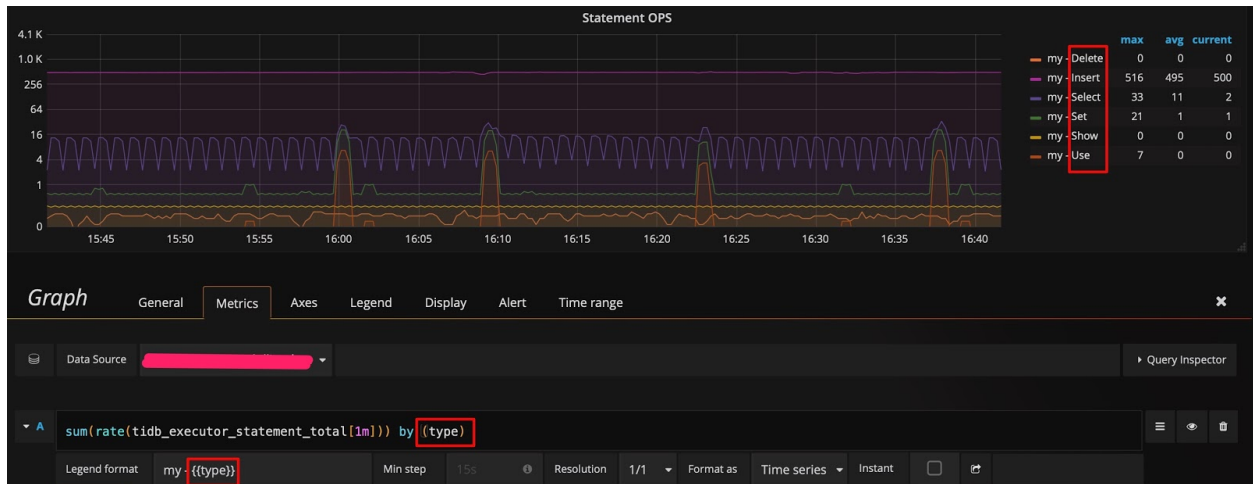 Statement OPS
4.1 K
1.0 K
256
64
16
4
1
0
15:45 15:50 15:55 16:00 16:05 16:10 16:15 16:20 16:25 16:30 16:35 16:40
max avg current
my - Delete 0 0 0
my - Insert 516 495 500
my - Select 33 11 2
my - Set 21 1 1
my - Show 0 0 0
my - Use 7 0 0
Graph General Metrics Axes Legend Display Alert Time range ×
Data Source Query Inspector
A sum(rate(tidb_executor_statement_total[1m])) by (type)
Legend format my - {{type}} Min step 15s Resolution 1/1 Format as Time series Instant